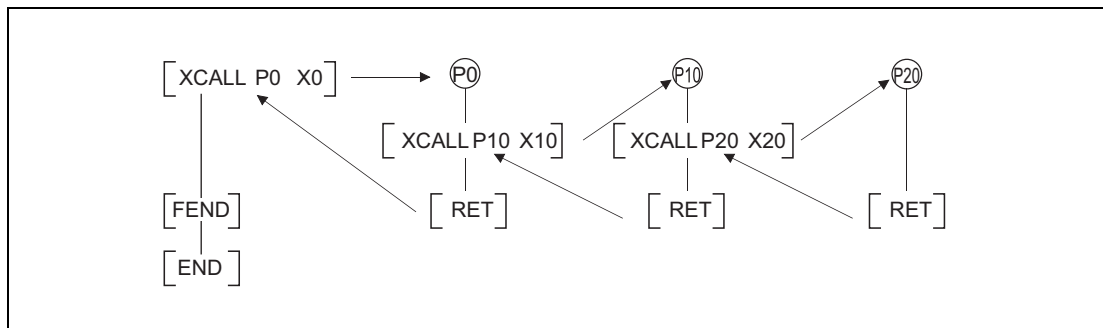 XCALL P0 X0 P0 P10 P20
XCALL P10 X10 XCALL P20 X20
FEND RET RET RET
END